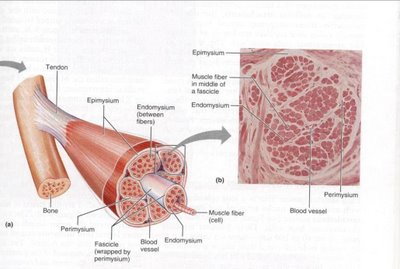 Tendon
Epimysium
Endomysium
(between
fibers)
Bone
Perimysium
Fascicle
(wrapped by
perimysium)
Blood
vessel
Endomysium
Muscle fiber
(cell)
(a)
Epimysium
Muscle fiber
in middle of
a fascicle
Endomysium
(b)
Perimysium
Blood vessel